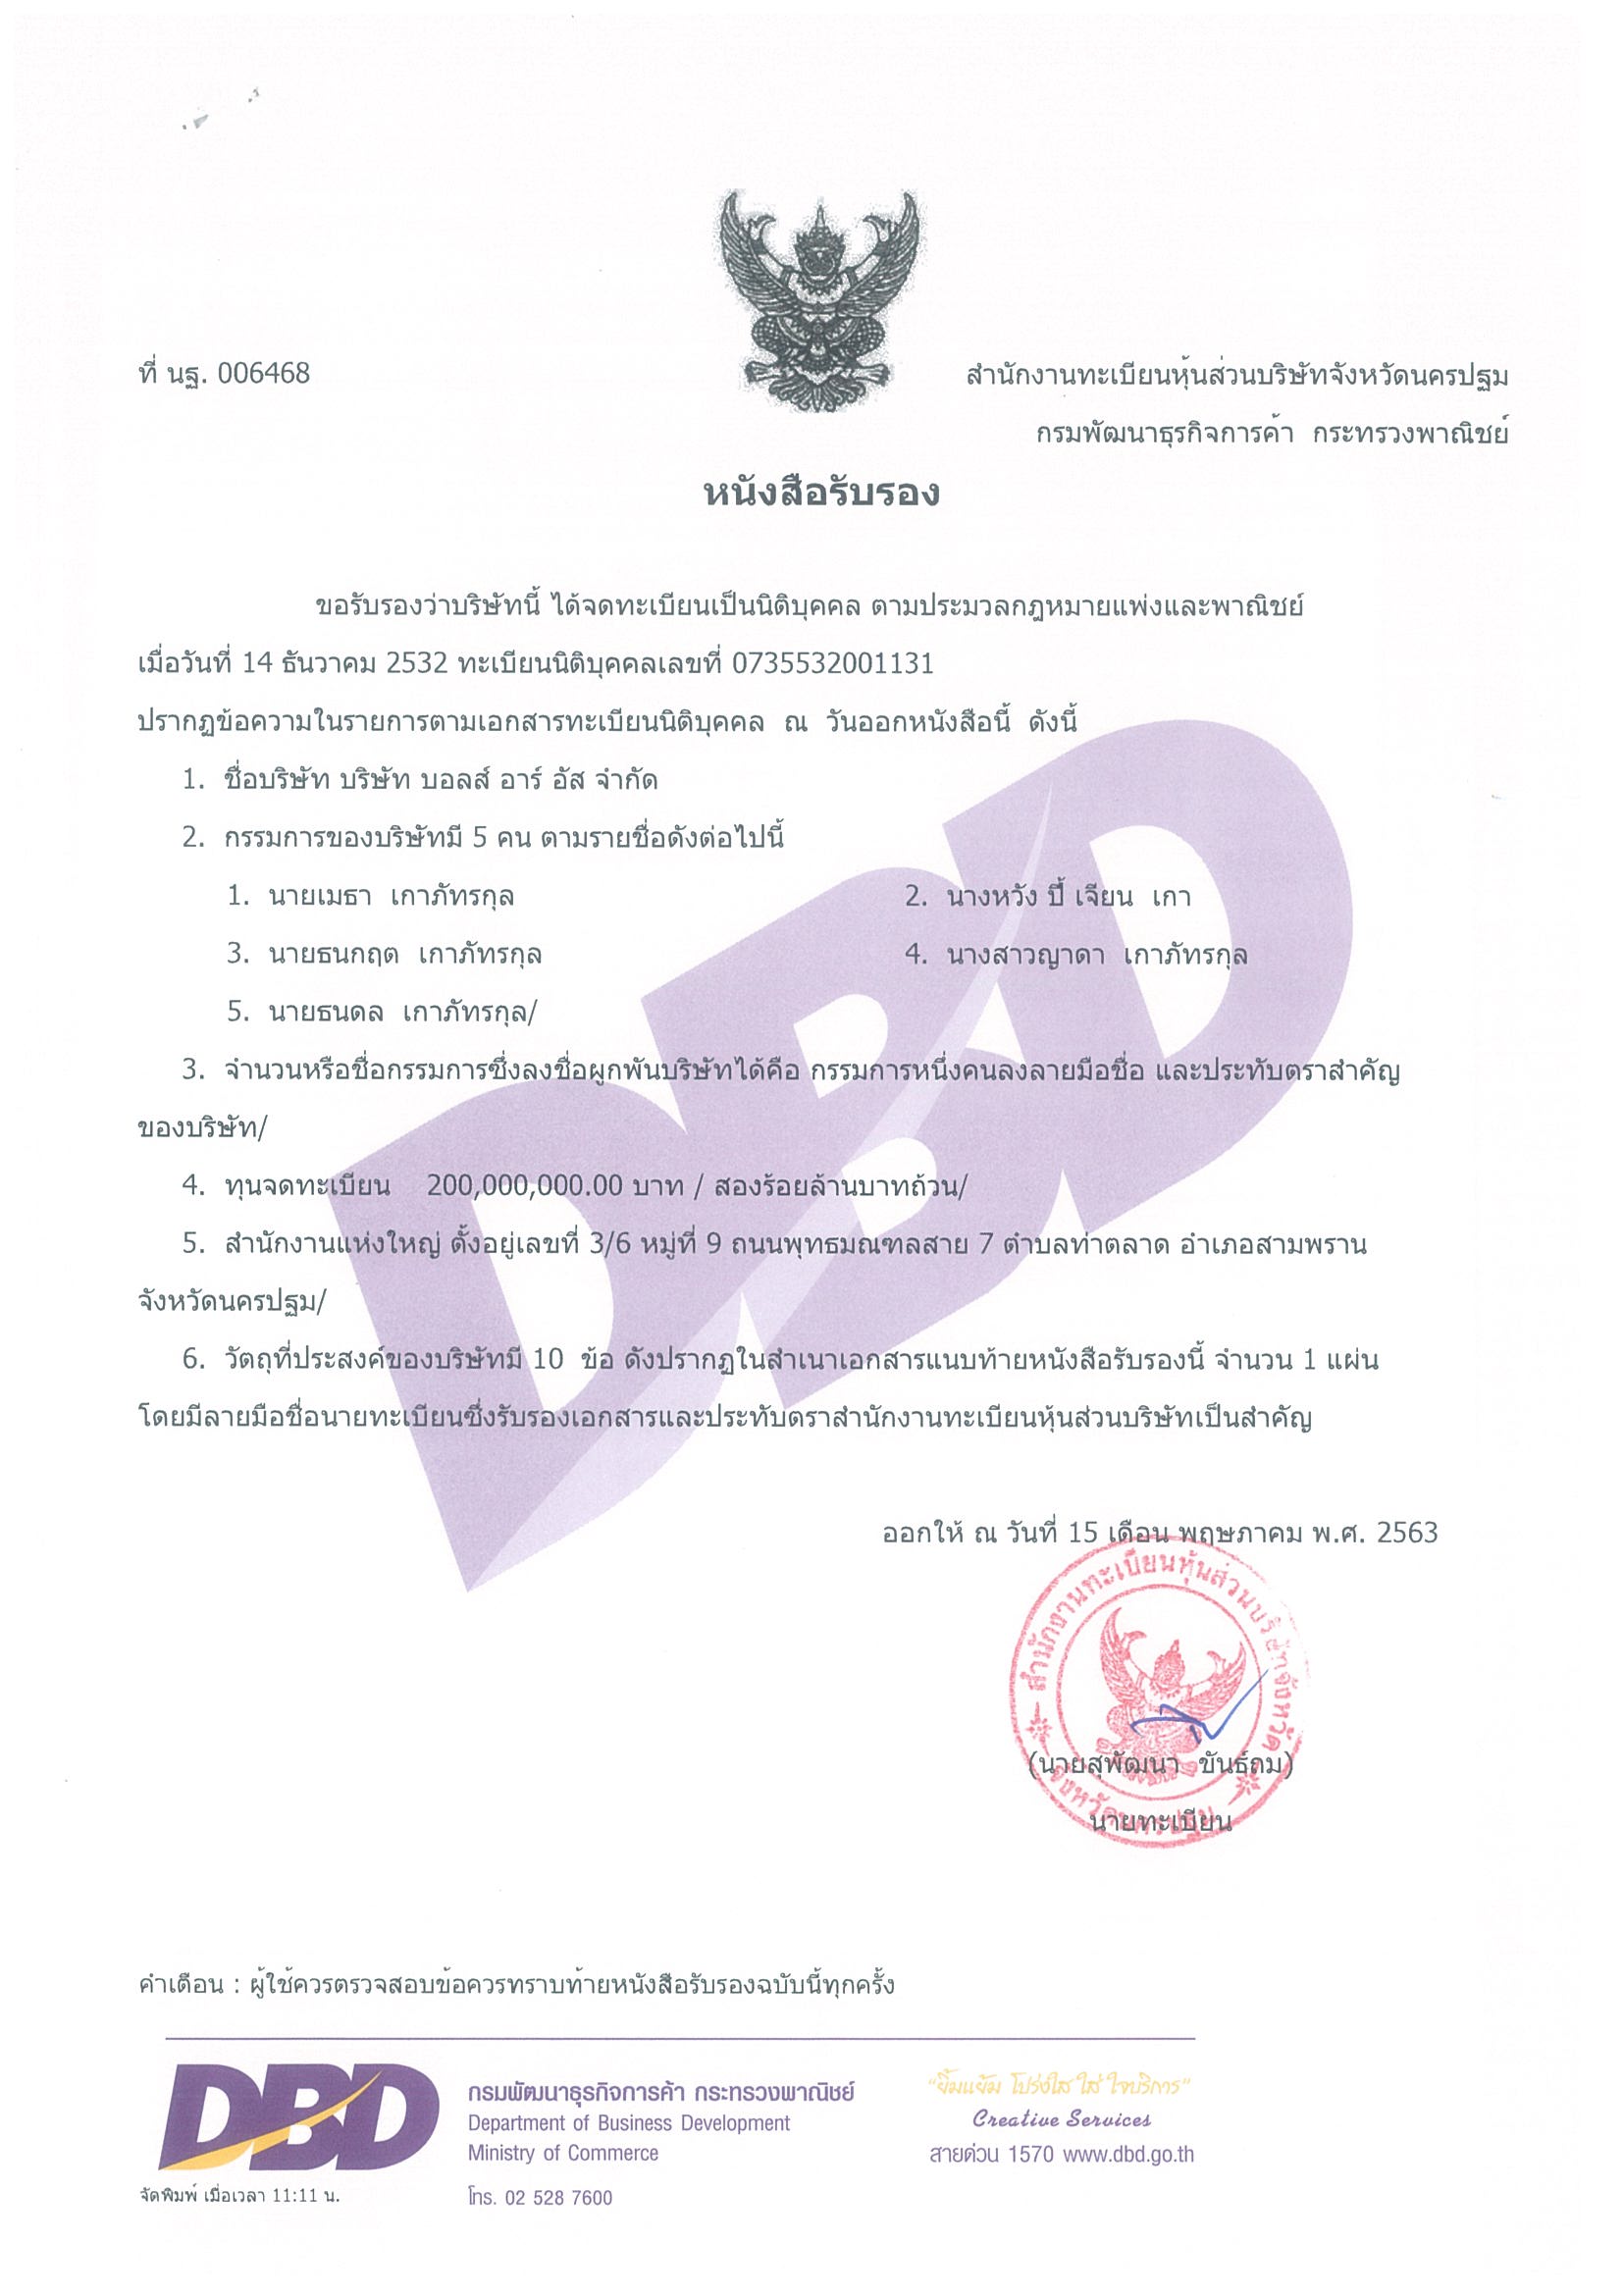 ที่ นฐ. 006468
สำนักงานทะเบียนหุ้นส่วนบริษัทจังหวัดนครปฐม
กรมพัฒนาธุรกิจการค้า กระทรวงพาณิชย์
หนังสือรับรอง
ขอรับรองว่าบริษัทนี้ ได้จดทะเบียนเป็นนิติบุคคล ตามประมวลกฎหมายแพ่งและพาณิชย์
เมื่อวันที่ 14 ธันวาคม 2532 ทะเบียนนิติบุคคลเลขที่ 0735532001131
ปรากฏข้อความในรายการตามเอกสารทะเบียนนิติบุคคล ณ วันออกหนังสือนี้ ดังนี้
1. ชื่อบริษัท บริษัท บอลส์ อาร์ อัส จำกัด
2. กรรมการของบริษัทมี 5 คน ตามรายชื่อดังต่อไปนี้
1. นายเมธา เกาภัทรกุล 2. นางหวัง ปี้ เจียน เกา
3. นายธนกฤต เกาภัทรกุล 4. นางสาวญาดา เกาภัทรกุล
5. นายธนดล เกาภัทรกุล/
3. จำนวนหรือชื่อกรรมการซึ่งลงชื่อผูกพันบริษัทได้คือ กรรมการหนึ่งคนลงลายมือชื่อ และประทับตราสำคัญ
ของบริษัท/
4. ทุนจดทะเบียน 200,000,000.00 บาท / สองร้อยล้านบาทถ้วน/
5. สำนักงานแห่งใหญ่ ตั้งอยู่เลขที่ 3/6 หมู่ที่ 9 ถนนพุทธมณฑลสาย 7 ตำบลท่าตลาด อำเภอสามพราน
จังหวัดนครปฐม/
6. วัตถุที่ประสงค์ของบริษัทมี 10 ข้อ ดังปรากฏในสำเนาเอกสารแนบท้ายหนังสือรับรองนี้ จำนวน 1 แผ่น
โดยมีลายมือชื่อนายทะเบียนซึ่งรับรองเอกสารและประทับตราสำนักงานทะเบียนหุ้นส่วนบริษัทเป็นสำคัญ
DBD
ออกให้ ณ วันที่ 15 เดือน พฤษภาคม พ.ศ. 2563
สำนักงานทะเบียนหุ้นส่วนบริษัทจังหวัด
จังหวัดนครปฐม
(นายสุพัฒนา ขันธ์ถม)
นายทะเบียน
คำเตือน : ผู้ใช้ควรตรวจสอบข้อควรทราบท้ายหนังสือรับรองฉบับนี้ทุกครั้ง
DBD
กรมพัฒนาธุรกิจการค้า กระทรวงพาณิชย์
Department of Business Development
Ministry of Commerce
โทร. 02 528 7600
"ยิ้มแย้ม โปร่งใส ใส่ใจบริการ"
Creative Services
สายด่วน 1570 www.dbd.go.th
จัดพิมพ์ เมื่อเวลา 11:11 น.